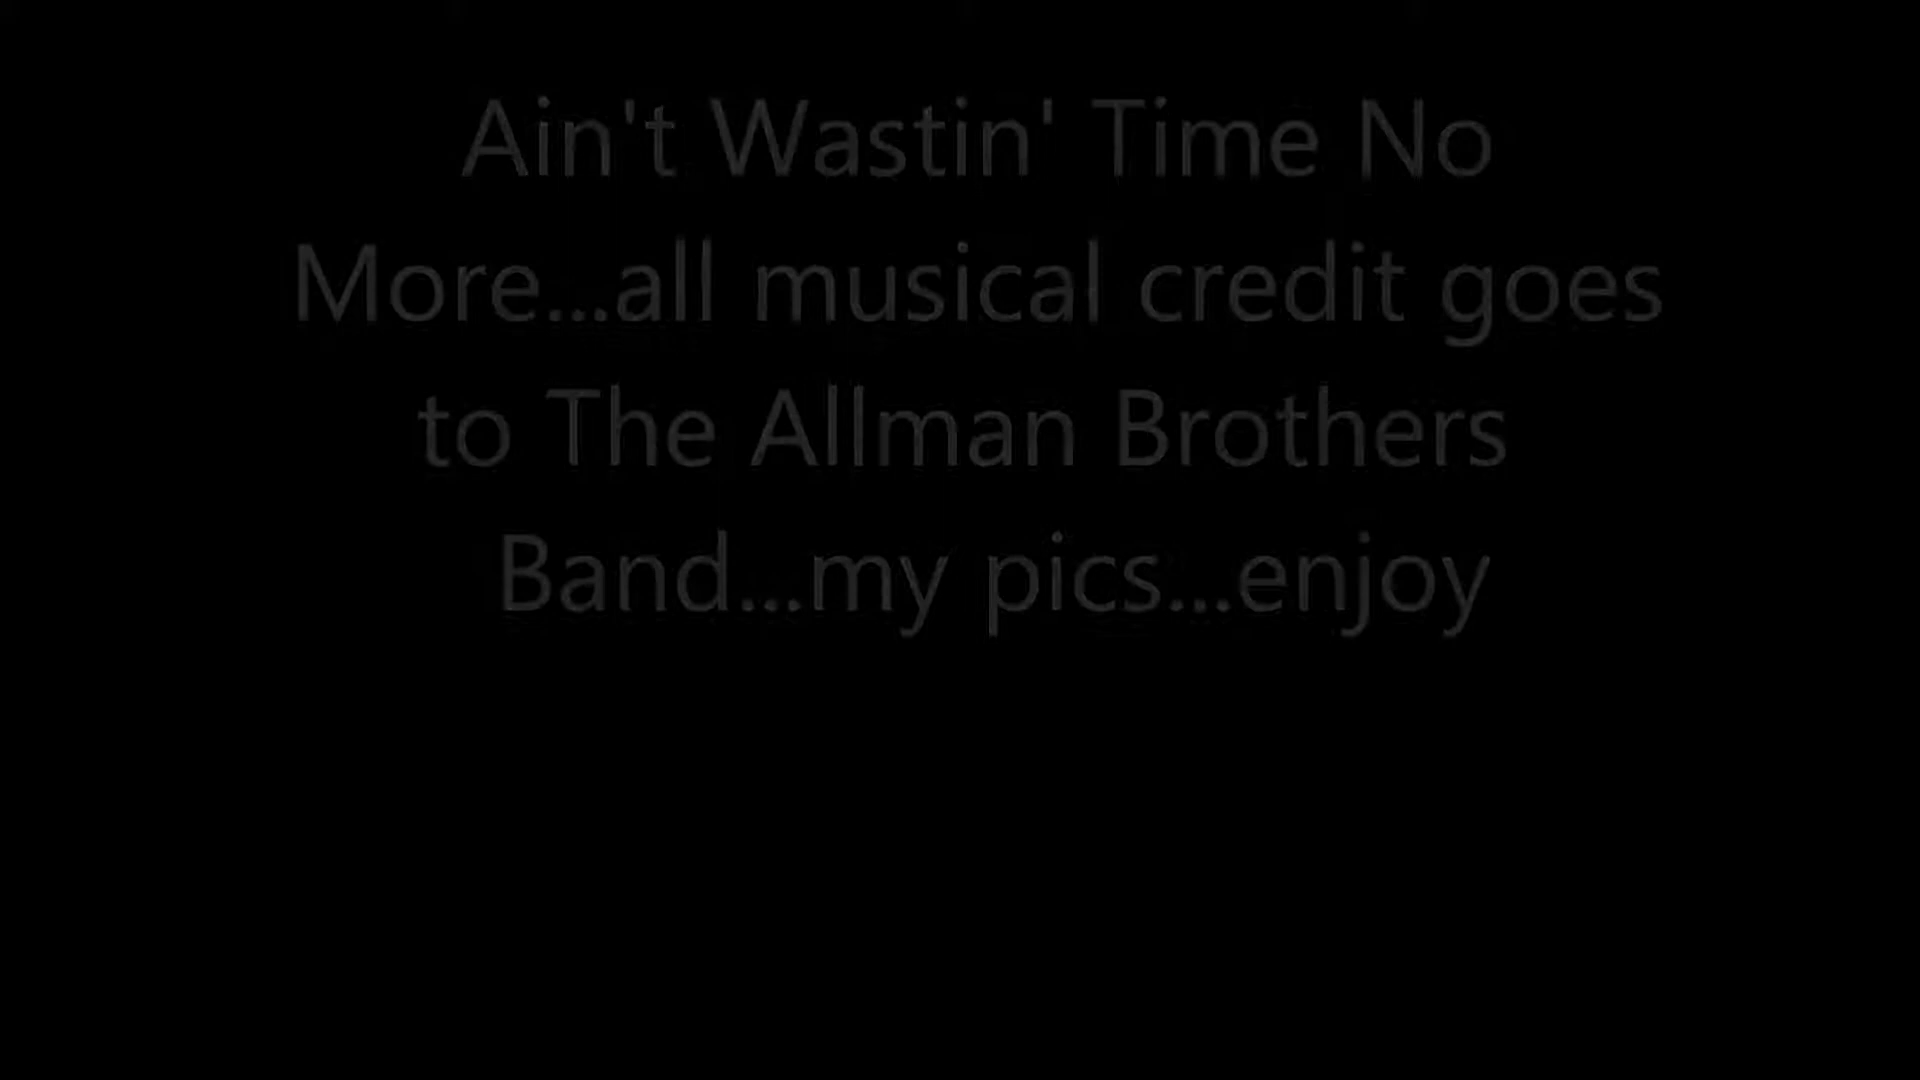 Ain't Wastin' Time No
More...all musical credit goes
to The Allman Brothers
Band...my pics...enjoy